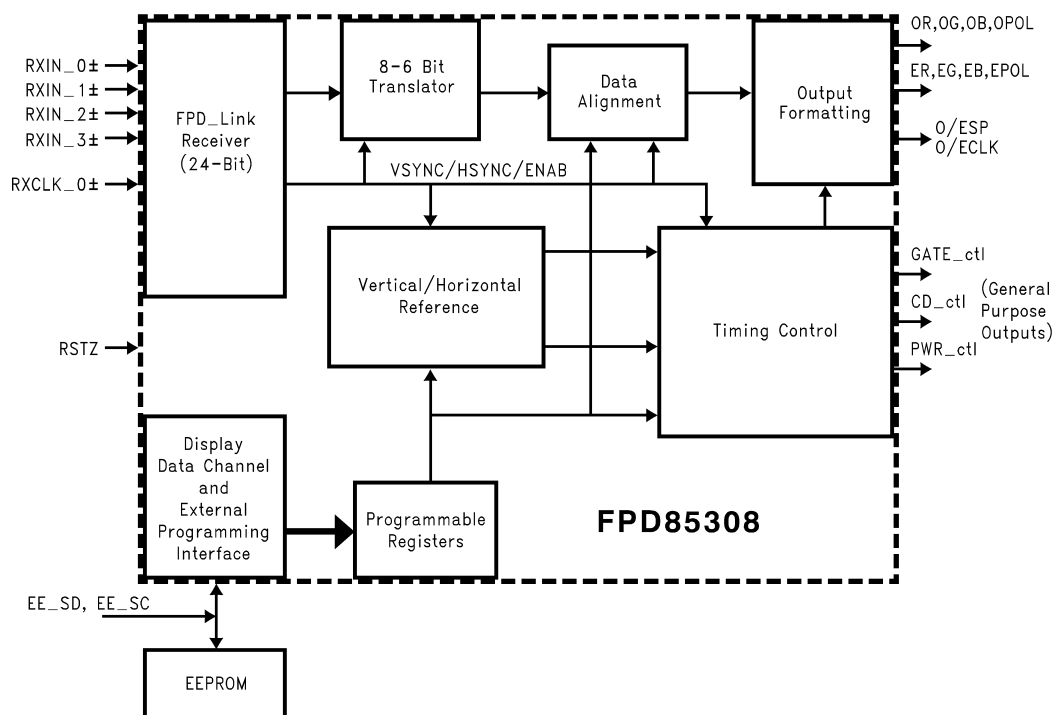 RXIN_0±
RXIN_1±
RXIN_2±
RXIN_3±
RXCLK_0±
RSTZ
FPD_Link
Receiver
(24-Bit)
8-6 Bit
Translator
Data
Alignment
Output
Formatting
OR,OG,OB,OPOL
ER,EG,EB,EPOL
O/ESP
O/ECLK
VSYNC/HSYNC/ENAB
Vertical/Horizontal
Reference
Timing Control
GATE_ctl
CD_ctl
PWR_ctl
(General
Purpose
Outputs)
Display
Data Channel
and
External
Programming
Interface
Programmable
Registers
FPD85308
EE_SD, EE_SC
EEPROM